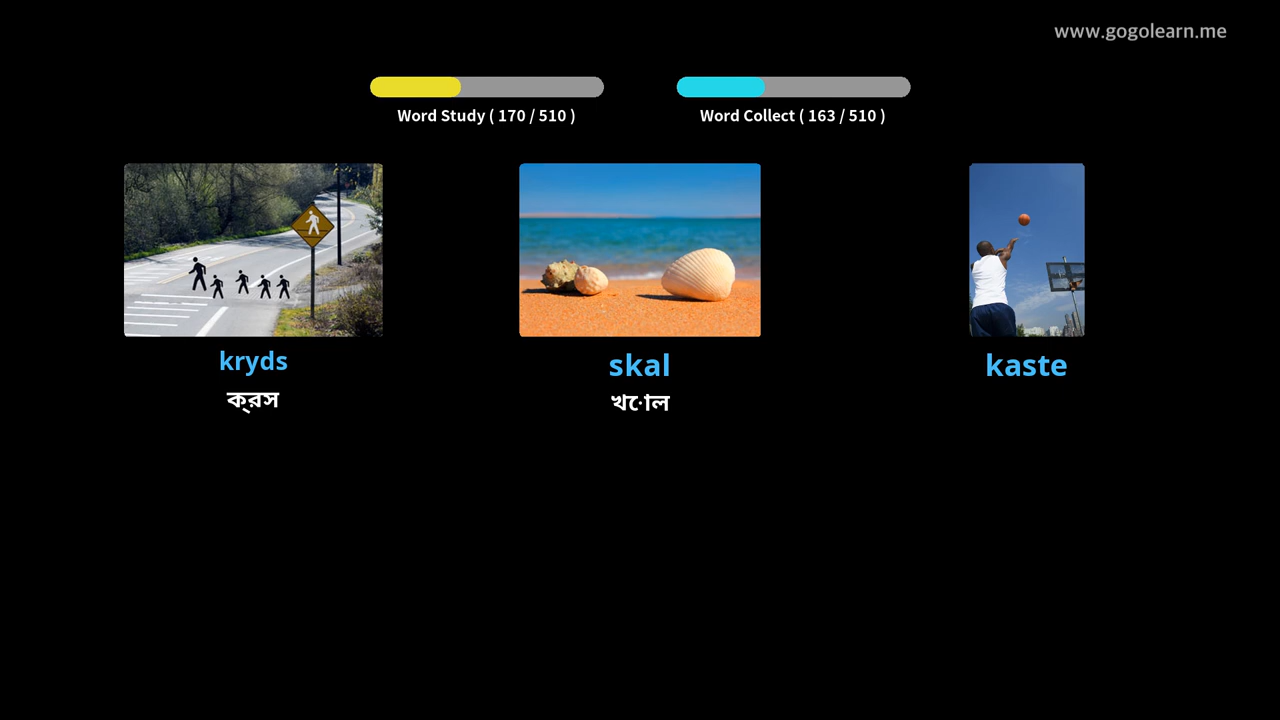 www.gogolearn.me
Word Study ( 170 / 510 )
Word Collect ( 163 / 510 )
kryds
skal
kaste
ক্রস
খোল